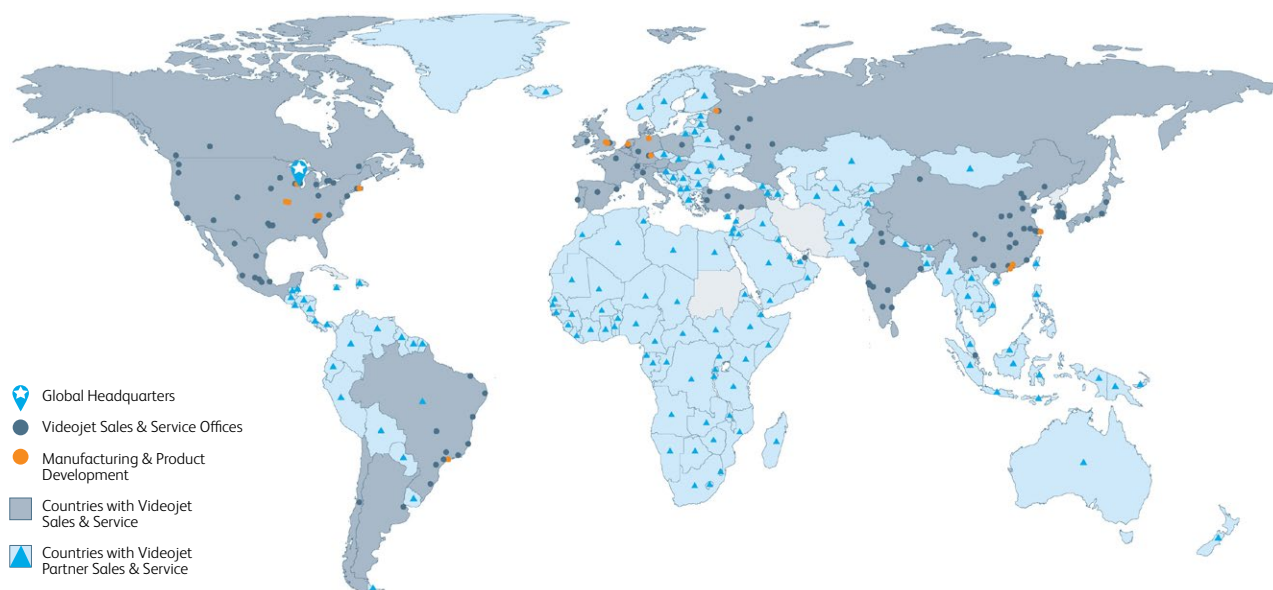 Global Headquarters
Videojet Sales & Service Offices
Manufacturing & Product
Development
Countries with Videojet
Sales & Service
Countries with Videojet
Partner Sales & Service